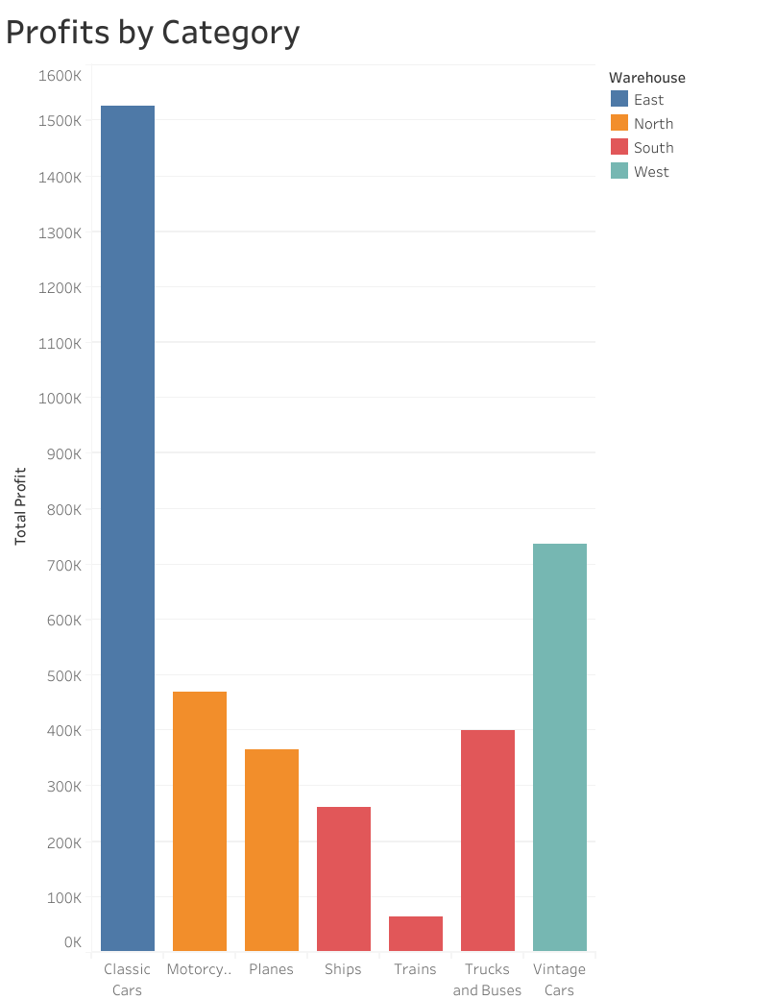 Profits by Category
Warehouse
East
North
South
West
1600K
1500K
1400K
1300K
1200K
1100K
1000K
900K
800K
700K
600K
500K
400K
300K
200K
100K
0K
Total Profit
Classic
Cars
Motorcy..
Planes
Ships
Trains
Trucks
and Buses
Vintage
Cars